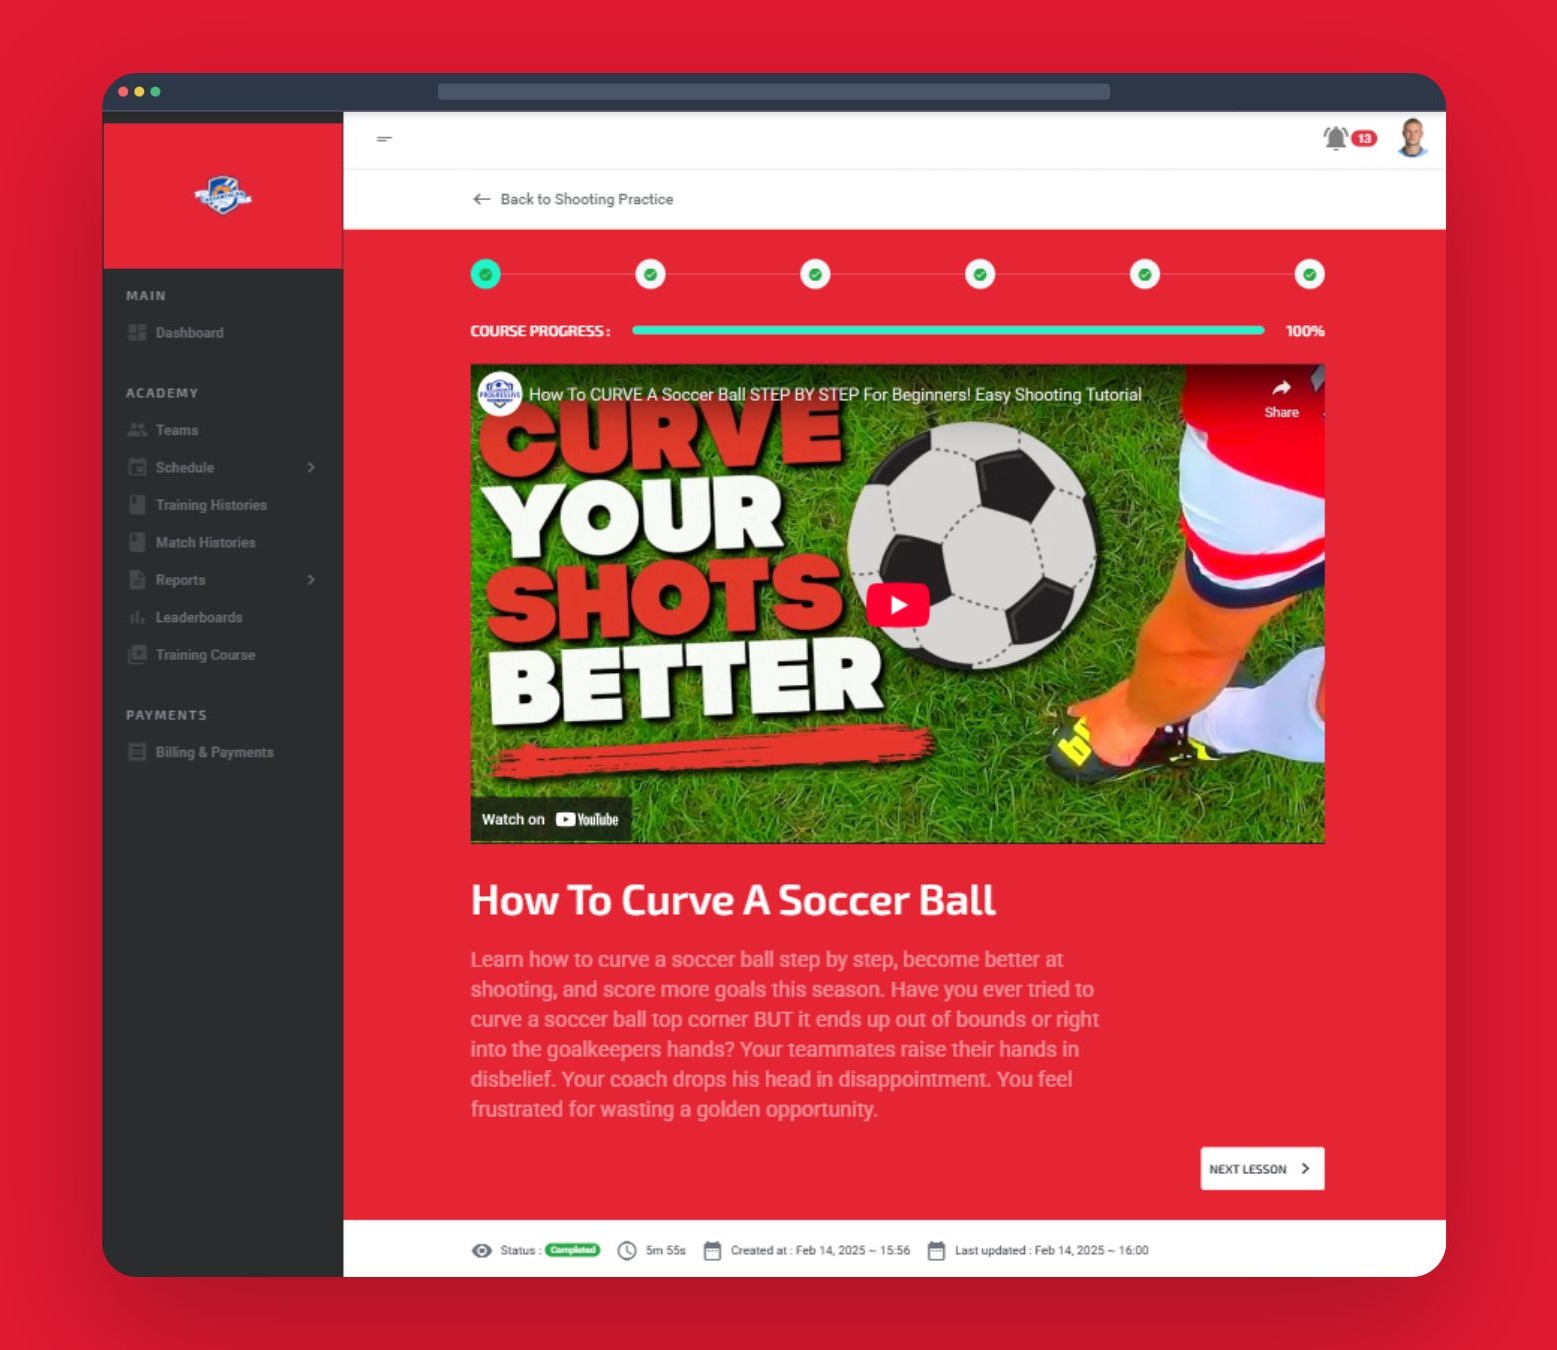 13
Back to Shooting Practice
MAIN
Dashboard
ACADEMY
Teams
Schedule
Training Histories
Match Histories
Reports
Leaderboards
Training Course
PAYMENTS
Billing & Payments
COURSE PROGRESS :
100%
PROGRESSIVE
How To CURVE A Soccer Ball STEP BY STEP For Beginners! Easy Shooting Tutorial
Share
CURVE
YOUR
SHOTS
BETTER
Watch on YouTube
How To Curve A Soccer Ball
Learn how to curve a soccer ball step by step, become better at
shooting, and score more goals this season. Have you ever tried to
curve a soccer ball top corner BUT it ends up out of bounds or right
into the goalkeepers hands? Your teammates raise their hands in
disbelief. Your coach drops his head in disappointment. You feel
frustrated for wasting a golden opportunity.
NEXT LESSON
Status : Completed 5m 55s Created at : Feb 14, 2025 ~ 15:56 Last updated : Feb 14, 2025 ~ 16:00